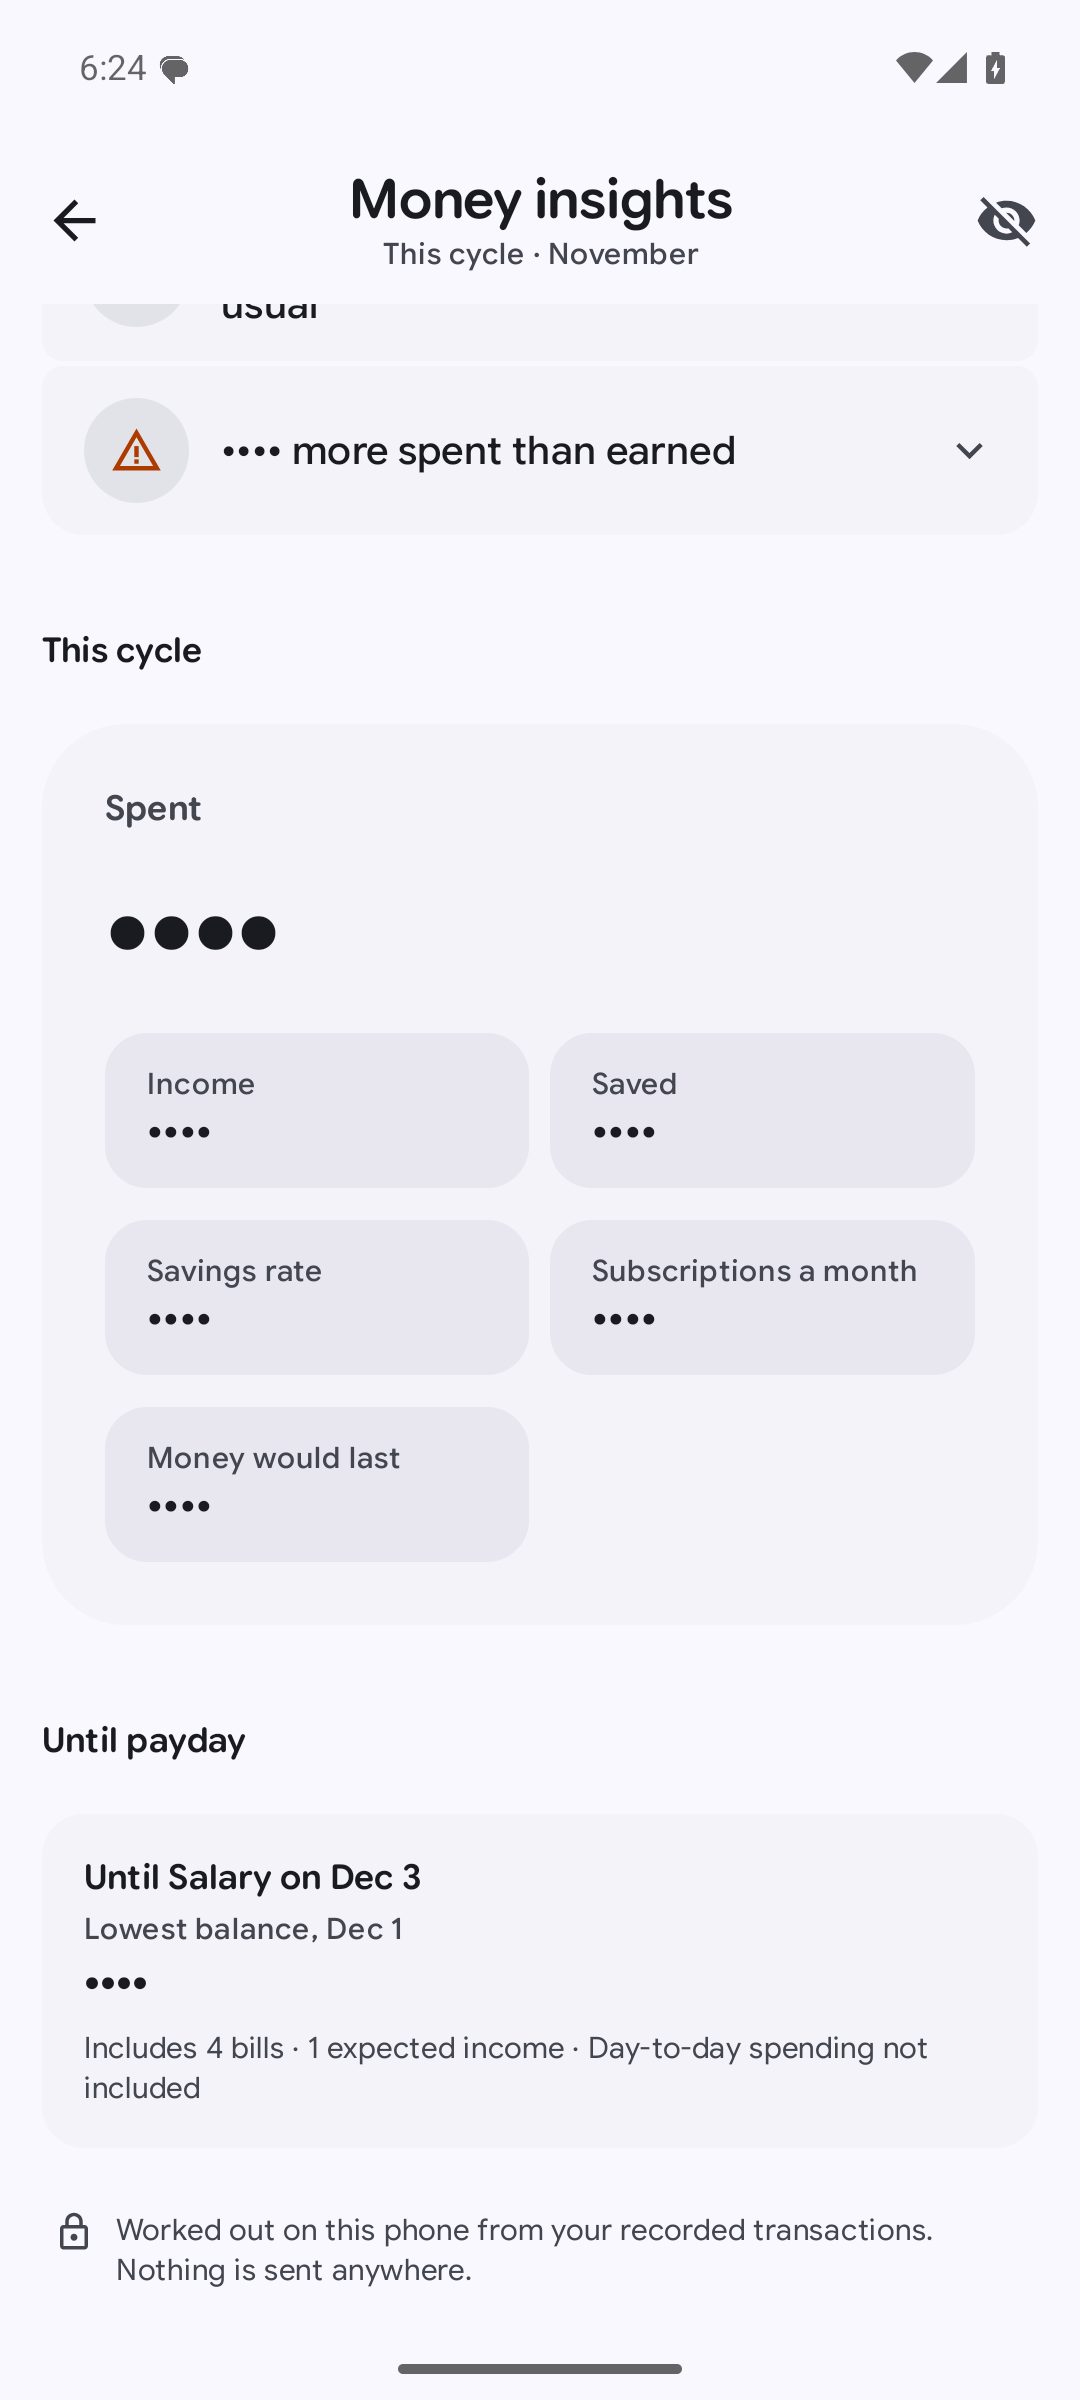 6:24
Money insights
This cycle · November
usual
•••• more spent than earned
This cycle
Spent
••••
Income
••••
Saved
••••
Savings rate
••••
Subscriptions a month
••••
Money would last
••••
Until payday
Until Salary on Dec 3
Lowest balance, Dec 1
••••
Includes 4 bills · 1 expected income · Day-to-day spending not
included
Worked out on this phone from your recorded transactions.
Nothing is sent anywhere.